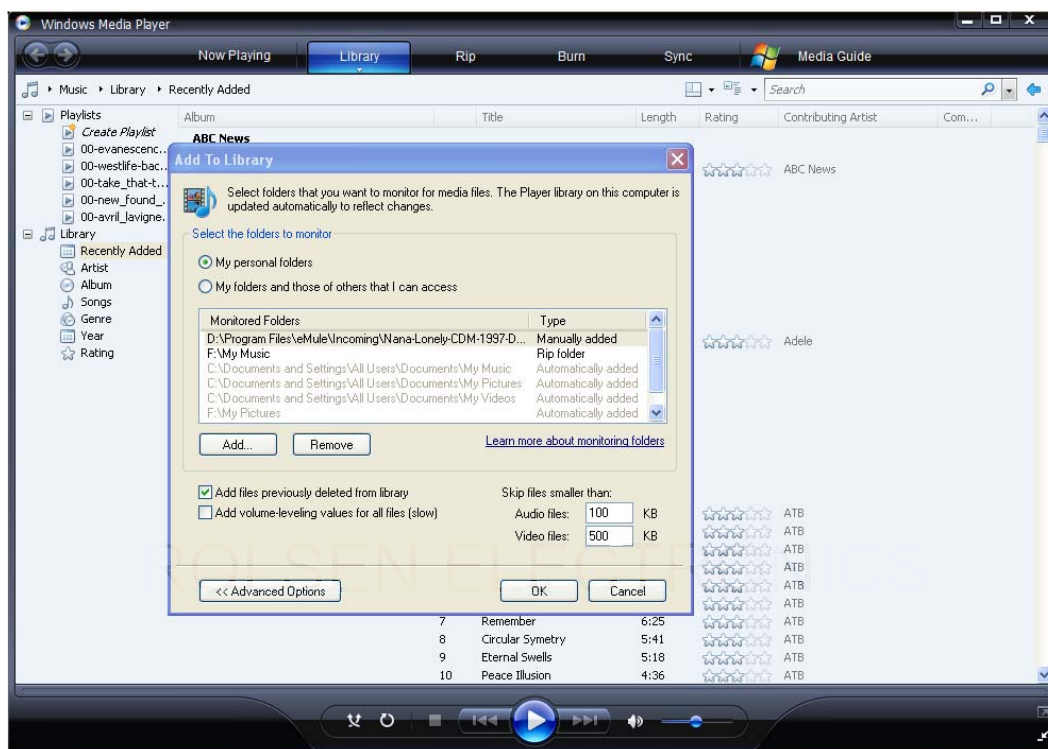 Windows Media Player
Now Playing Library Rip Burn Sync Media Guide
Music Library Recently Added Search
Playlists Album Title Length Rating Contributing Artist Com...
Create Playlist ABC News
00-evanescenc...
00-westlife-bac...
00-take_that-t...
00-new_found_.
00-avril_lavigne.
Library
Recently Added
Artist
Album
Songs
Genre
Year
Rating
Add To Library
Select folders that you want to monitor for media files. The Player library on this computer is
updated automatically to reflect changes.
Select the folders to monitor
My personal folders
My folders and those of others that I can access
Monitored Folders Type
D:\Program Files\eMule\Incoming\Nana-Lonely-CDM-1997-D... Manually added
F:\My Music Rip folder
C:\Documents and Settings\All Users\Documents\My Music Automatically added
C:\Documents and Settings\All Users\Documents\My Pictures Automatically added
C:\Documents and Settings\All Users\Documents\My Videos Automatically added
F:\My Pictures Automatically added
Add... Remove Learn more about monitoring folders
Add files previously deleted from library Skip files smaller than:
Add volume-leveling values for all files (slow) Audio files: 100 KB
Video files: 500 KB
<< Advanced Options OK Cancel
ABC News
Adele
ATB
ATB
ATB
ATB
ATB
ATB
7 Remember 6:25 ATB
8 Circular Symetry 5:41 ATB
9 Eternal Swells 5:18 ATB
10 Peace Illusion 4:36 ATB
ROLSEN ELECTRONICS